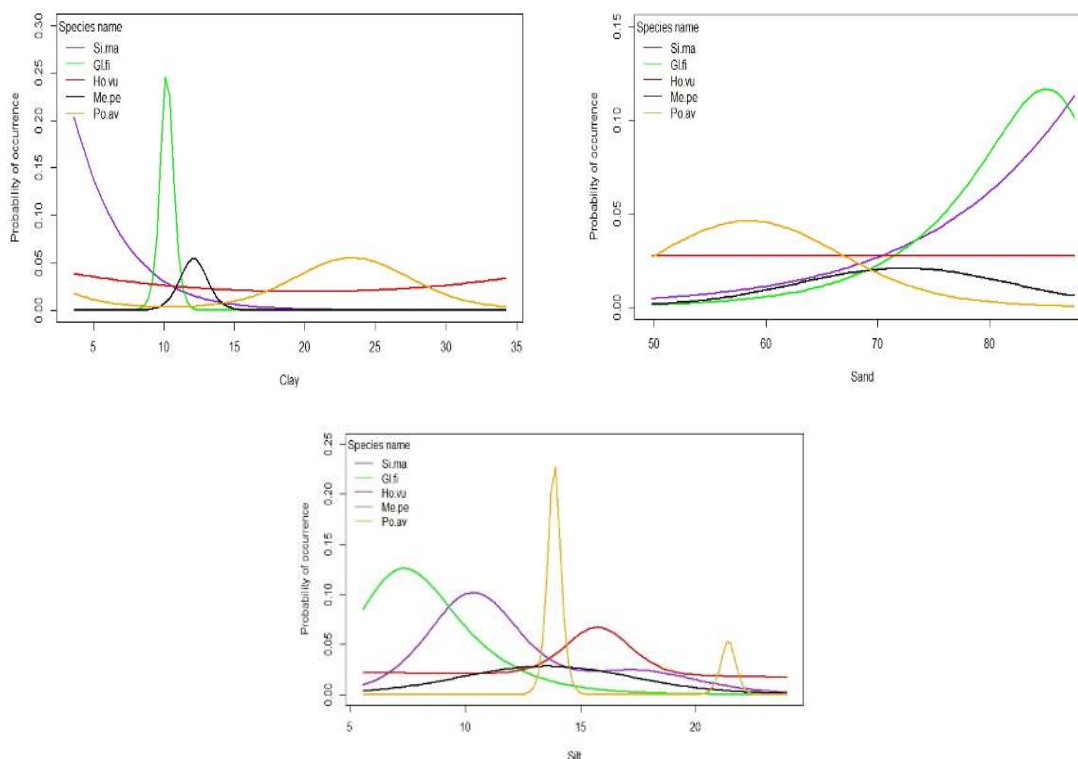 Species name
Si.ma
Gl.fi
Ho.vu
Me.pe
Po.av
Probability of occurrence
0.00 0.05 0.10 0.15 0.20 0.25 0.30
5 10 15 20 25 30 35
Clay
Species name
Si.ma
Gl.fi
Ho.vu
Me.pe
Po.av
Probability of occurrence
0.00 0.05 0.10 0.15
50 60 70 80
Sand
Species name
Si.ma
Gl.fi
Ho.vu
Me.pe
Po.av
Probability of occurrence
0.00 0.05 0.10 0.15 0.20 0.25
5 10 15 20
Silt